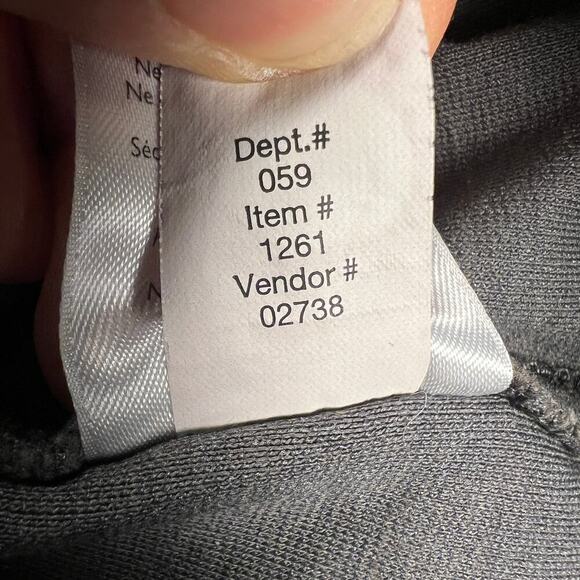 Ne
Ne
Séc
Dept.#
059
Item #
1261
Vendor #
02738